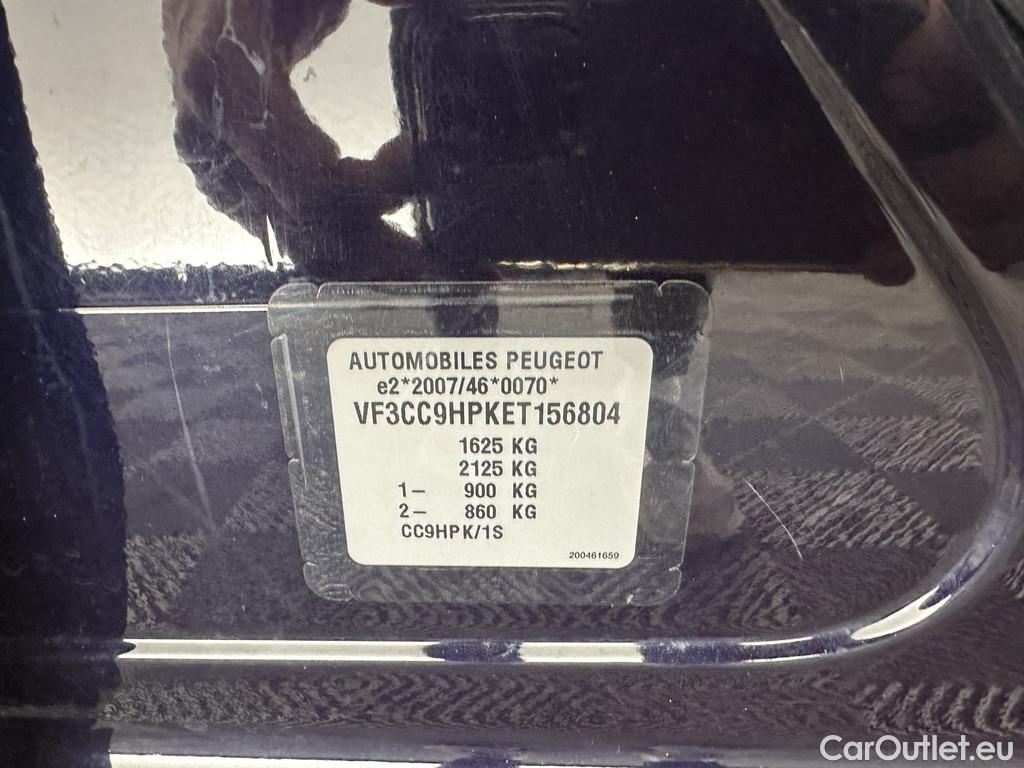 AUTOMOBILES PEUGEOT
e2*2007/46*0070*
VF3CC9HPKET156804
1625 KG
2125 KG
1– 900 KG
2– 860 KG
CC9HPK/1S
200461659
CarOutlet.eu